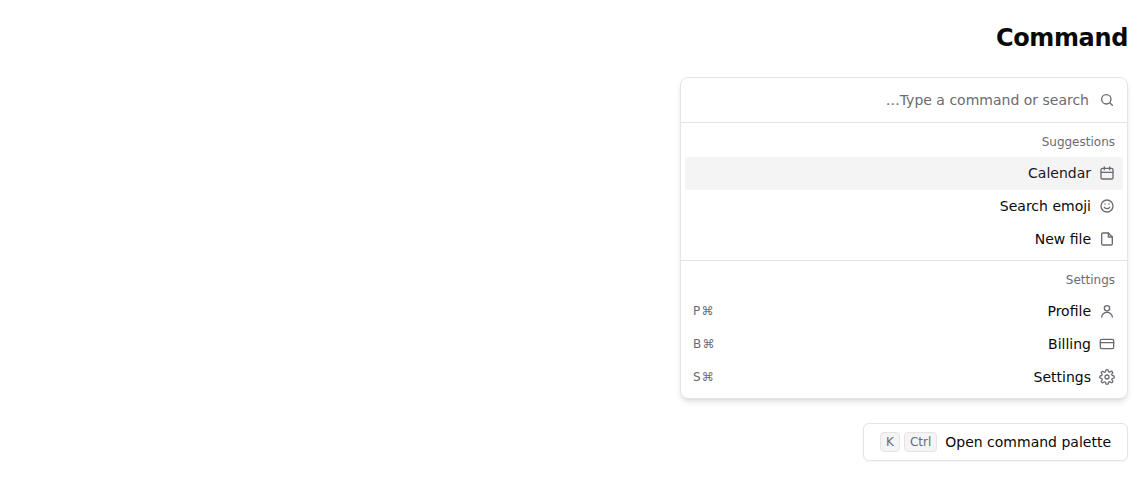 Command
...Type a command or search
Suggestions
Calendar
Search emoji
New file
Settings
Profile P⌘
Billing B⌘
Settings S⌘
Open command palette Ctrl K